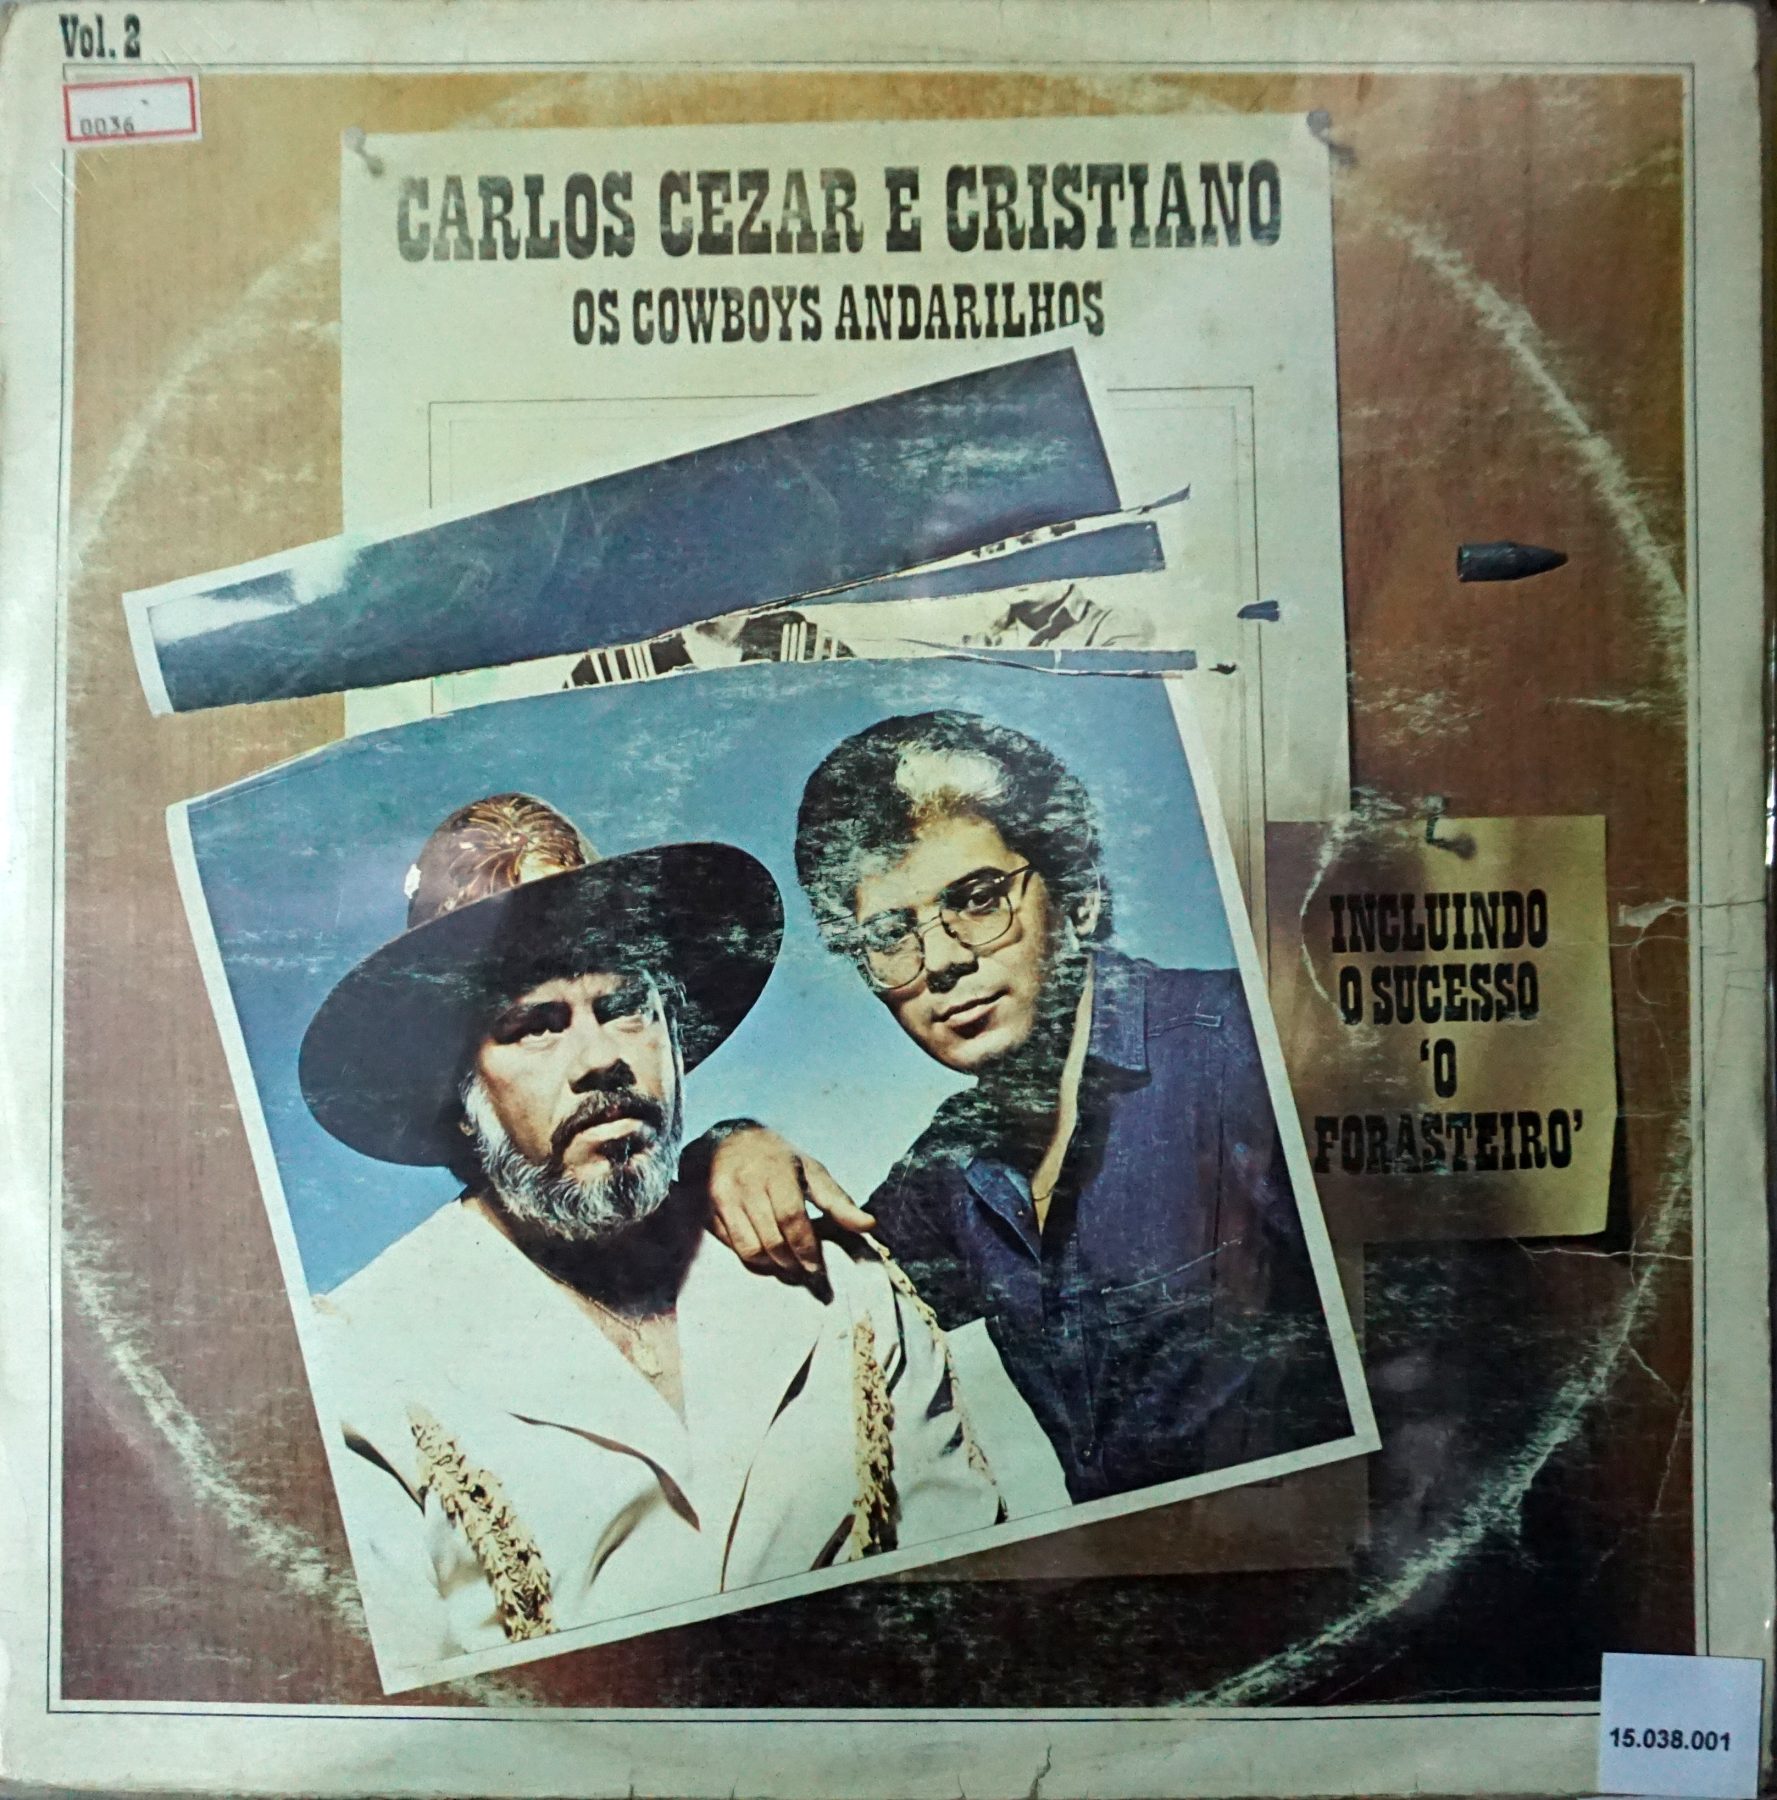 Vol. 2
0036
CARLOS CEZAR E CRISTIANO
OS COWBOYS ANDARILHOS
INCLUINDO
O SUCESSO
‘O
FORASTEIRO’
15.038.001